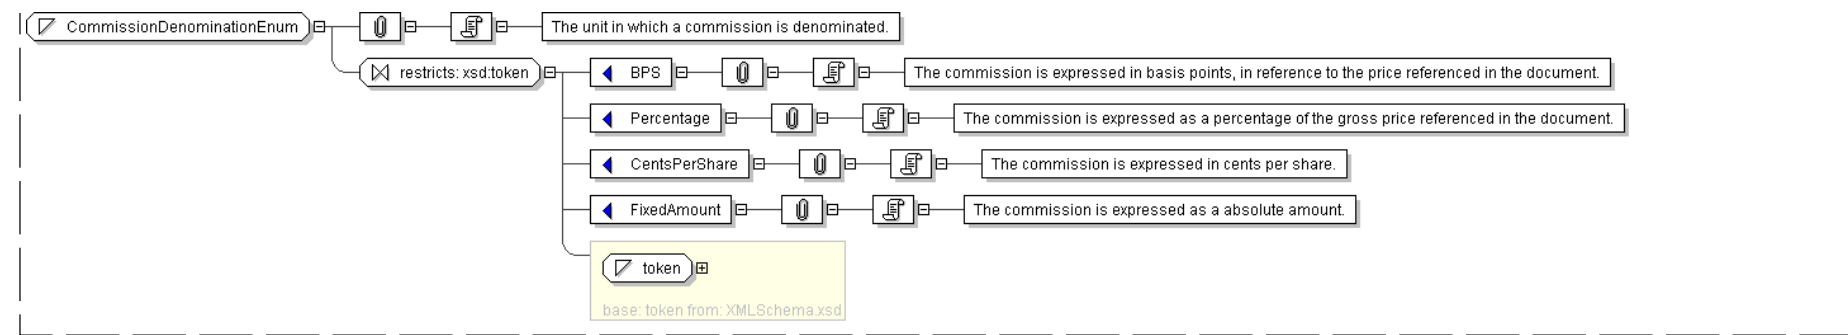 CommissionDenominationEnum The unit in which a commission is denominated.
restricts: xsd:token BPS The commission is expressed in basis points, in reference to the price referenced in the document.
Percentage The commission is expressed as a percentage of the gross price referenced in the document.
CentsPerShare The commission is expressed in cents per share.
FixedAmount The commission is expressed as a absolute amount.
token
base: token from: XMLSchema.xsd